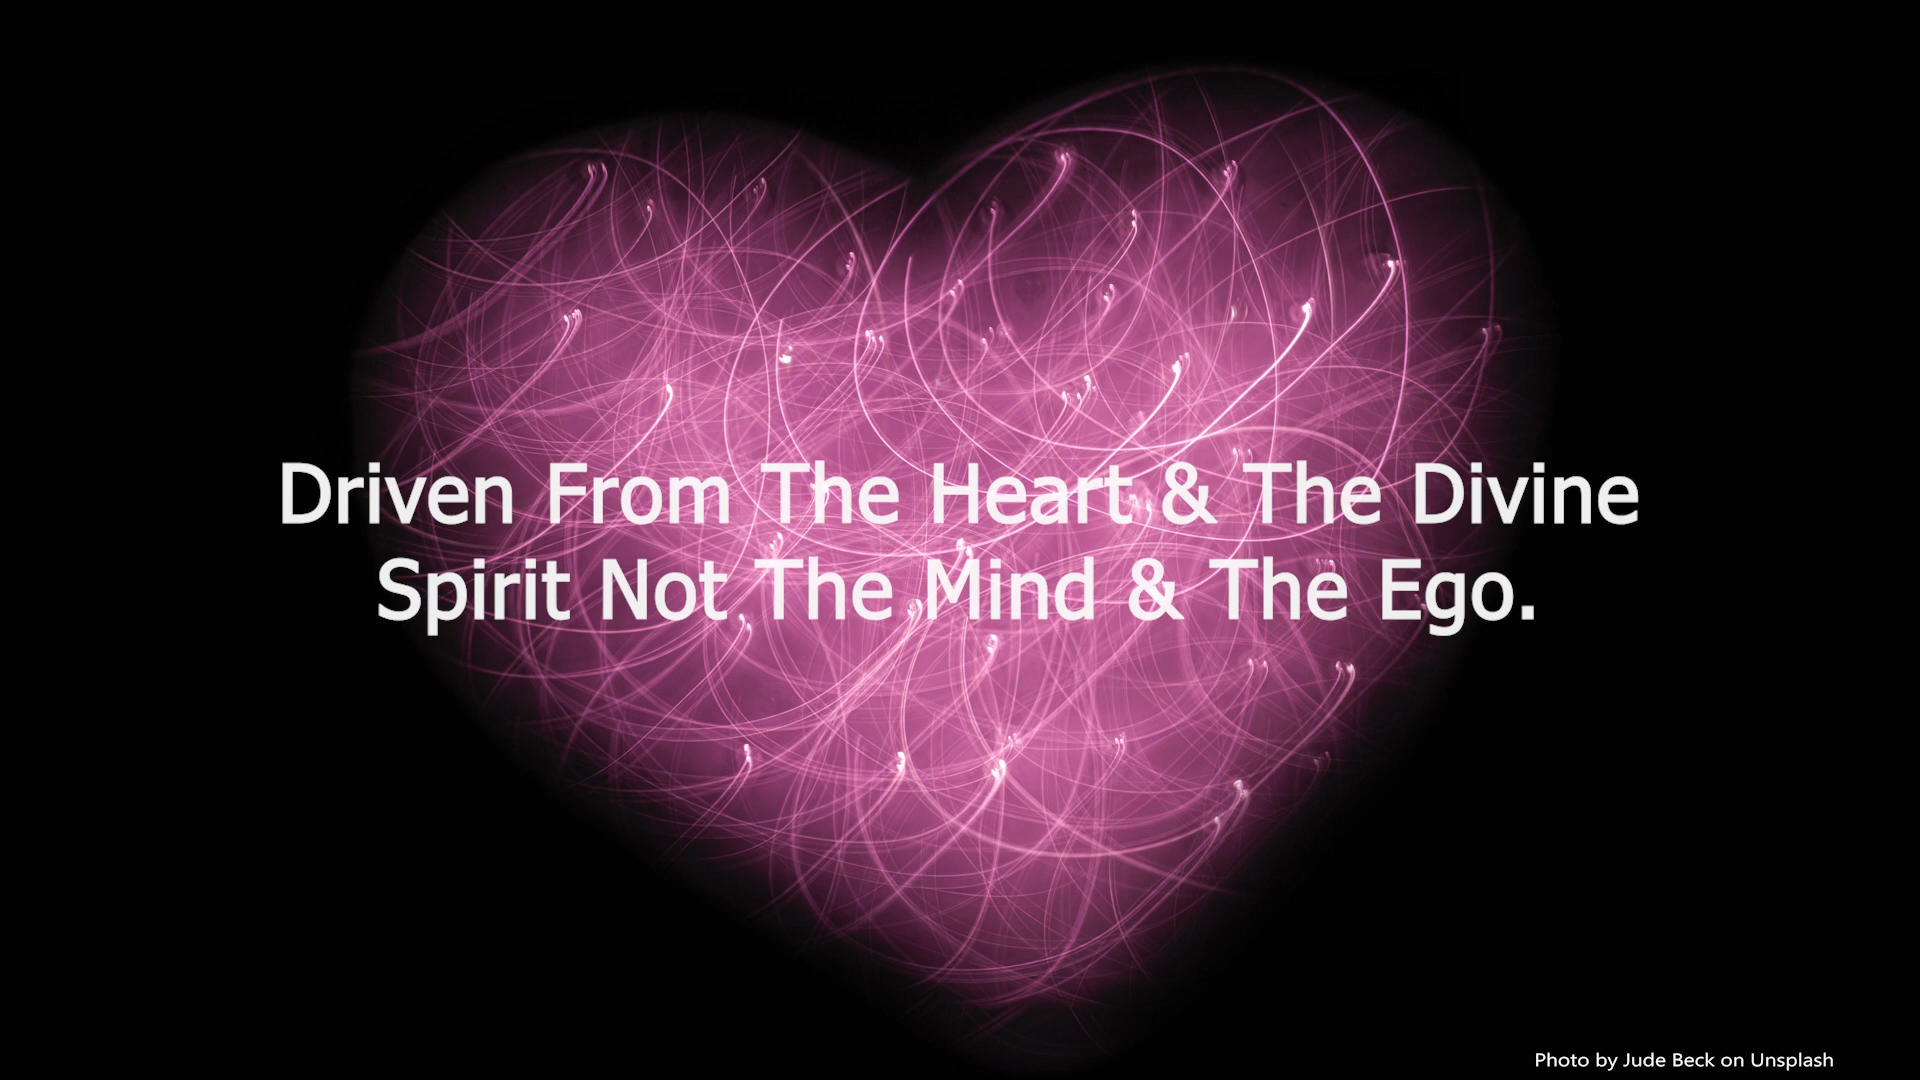 Driven From The Heart & The Divine
Spirit Not The Mind & The Ego.
Photo by Jude Beck on Unsplash